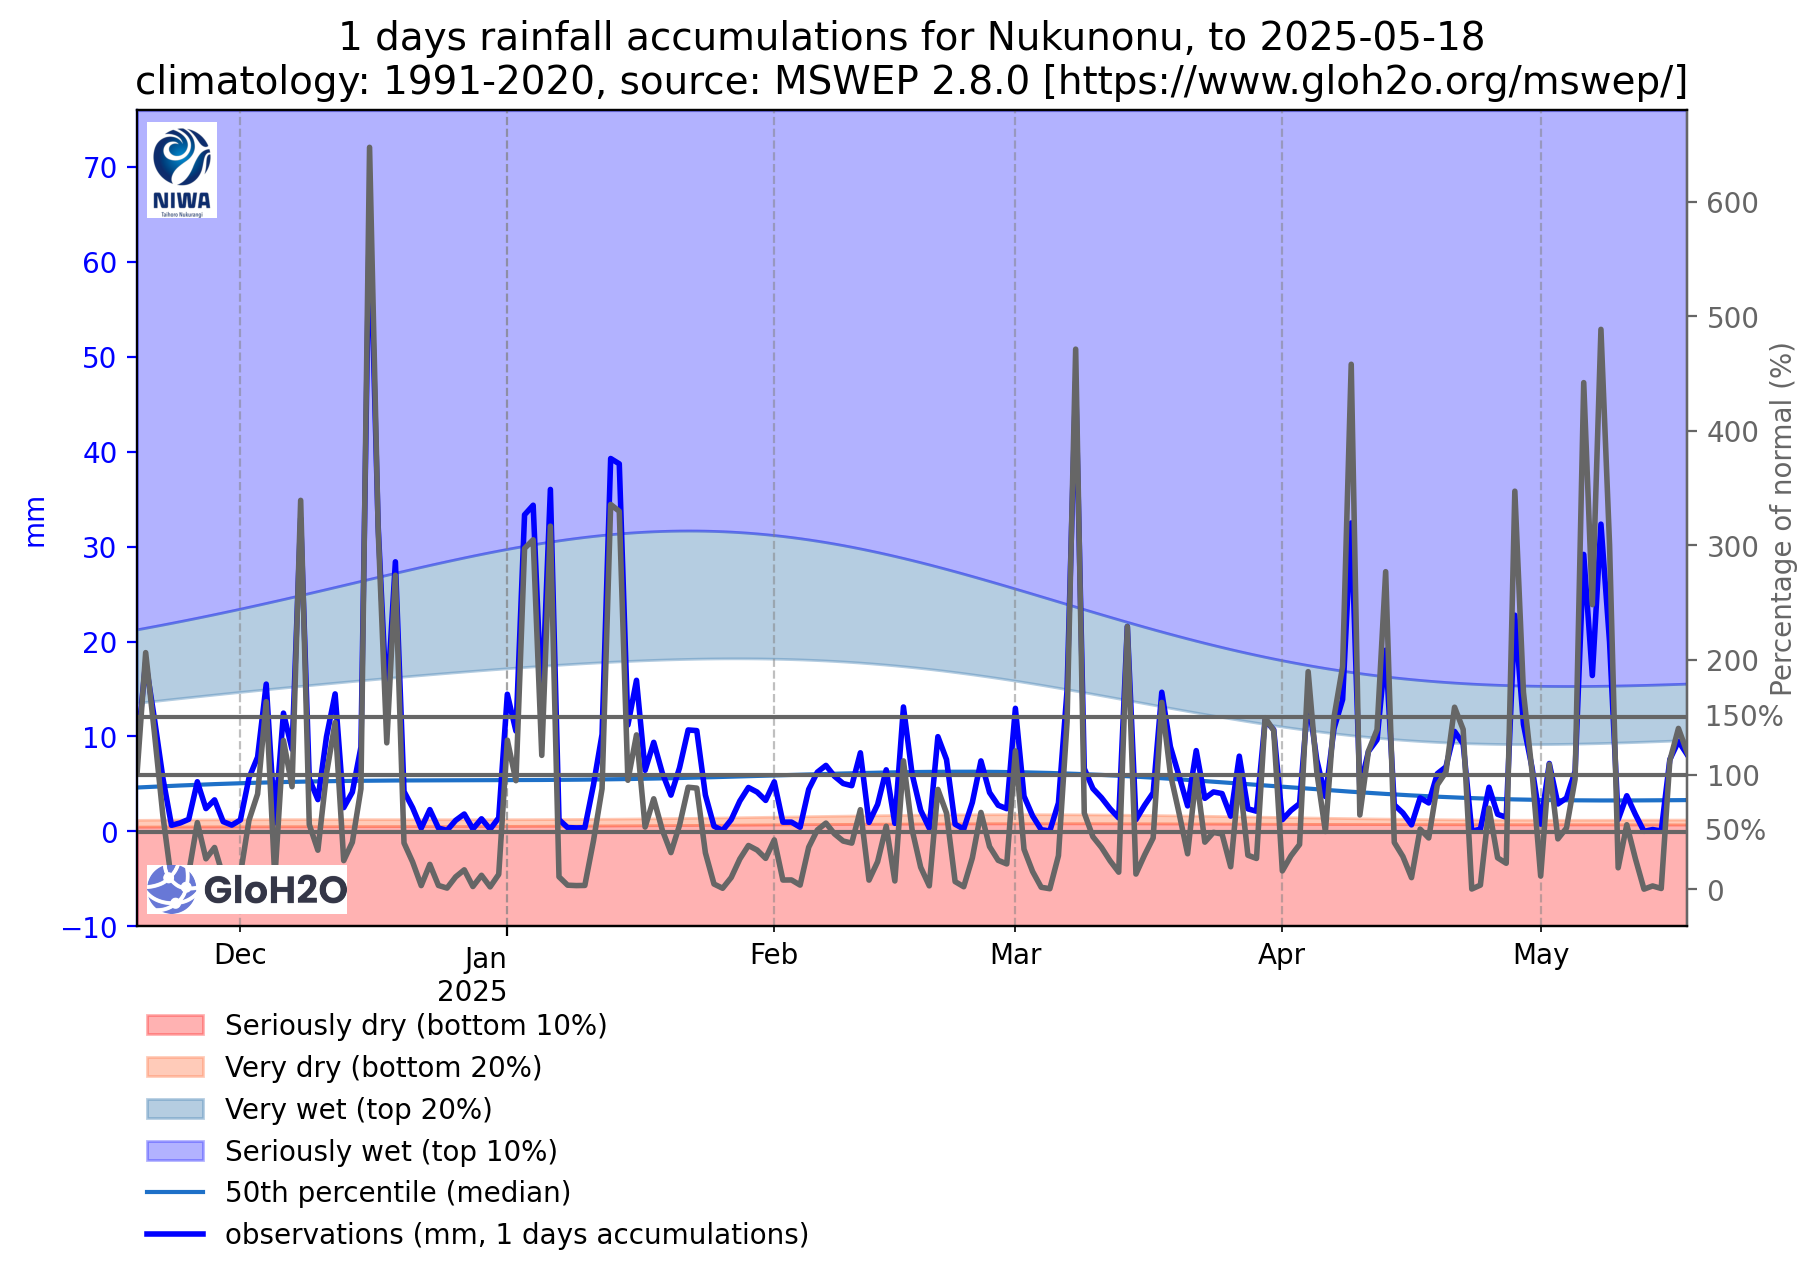 1 days rainfall accumulations for Nukunonu, to 2025-05-18
climatology: 1991-2020, source: MSWEP 2.8.0 [https://www.gloh2o.org/mswep/]
NIWA
Taihoro Nukurangi
70
60
50
40
30
20
10
0
−10
mm
600
500
400
300
200
150%
100
50%
0
Percentage of normal (%)
GloH2O
Dec
Jan
2025
Feb
Mar
Apr
May
Seriously dry (bottom 10%)
Very dry (bottom 20%)
Very wet (top 20%)
Seriously wet (top 10%)
50th percentile (median)
observations (mm, 1 days accumulations)